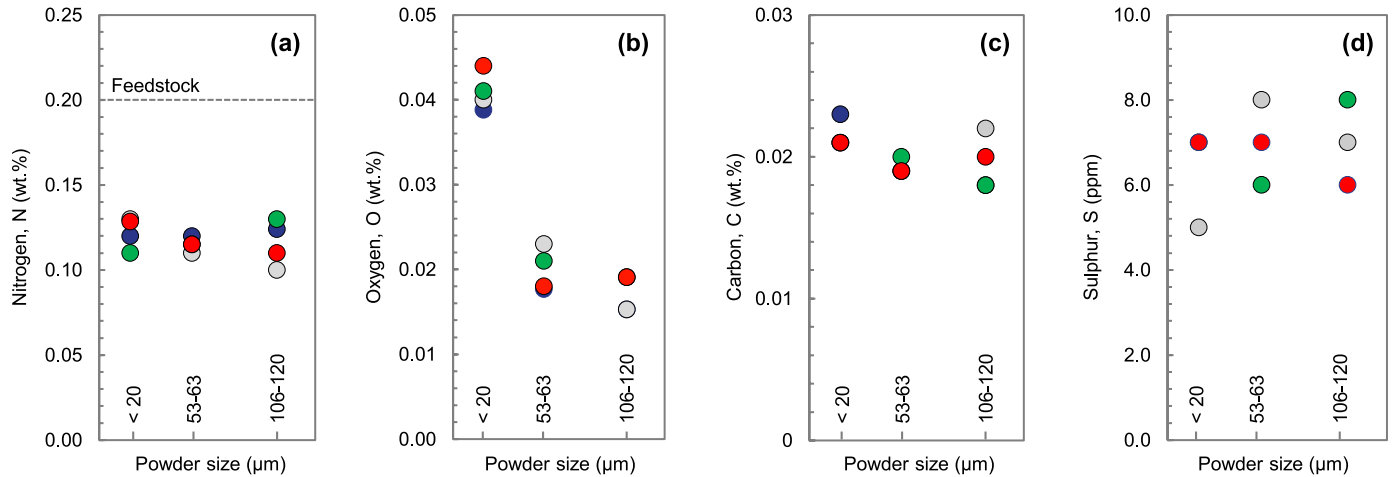 (a)
Nitrogen, N (wt.%)
0.25
0.20
0.15
0.10
0.05
0.00
Feedstock
< 20
53-63
106-120
Powder size (µm)
(b)
Oxygen, O (wt.%)
0.05
0.04
0.03
0.02
0.01
0.00
< 20
53-63
106-120
Powder size (µm)
(c)
Carbon, C (wt.%)
0.03
0.02
0.01
0
< 20
53-63
106-120
Powder size (µm)
(d)
Sulphur, S (ppm)
10.0
8.0
6.0
4.0
2.0
0.0
< 20
53-63
106-120
Powder size (µm)